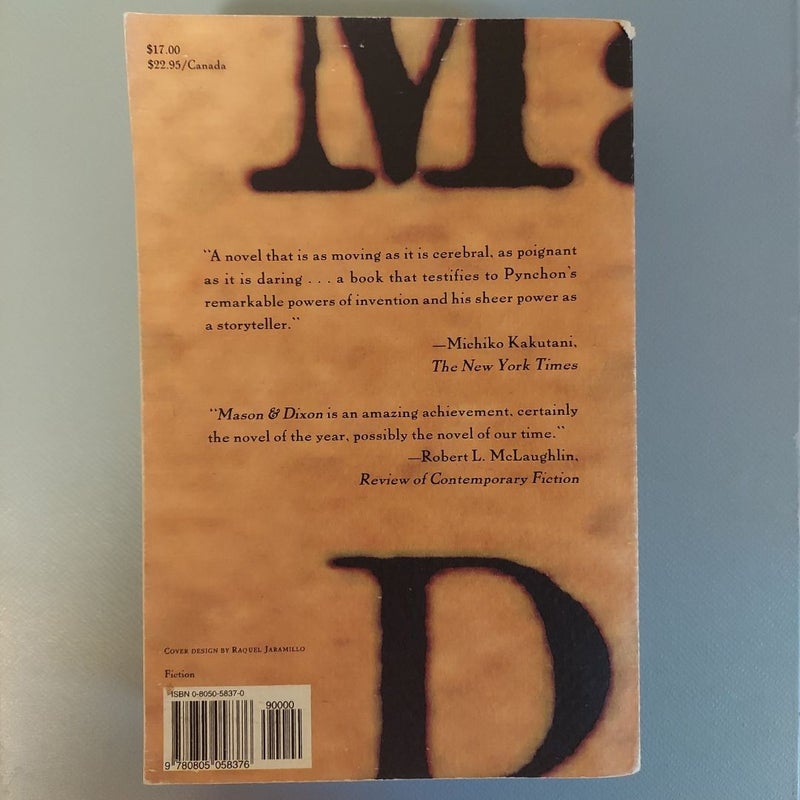 $17.00
$22.95/Canada
M&
"A novel that is as moving as it is cerebral, as poignant
as it is daring . . . a book that testifies to Pynchon's
remarkable powers of invention and his sheer power as
a storyteller."
—Michiko Kakutani,
The New York Times
"Mason & Dixon is an amazing achievement, certainly
the novel of the year, possibly the novel of our time."
—Robert L. McLaughlin,
Review of Contemporary Fiction
D
COVER DESIGN BY RAQUEL JARAMILLO
Fiction
ISBN 0-8050-5837-0
90000
9 780805 058376